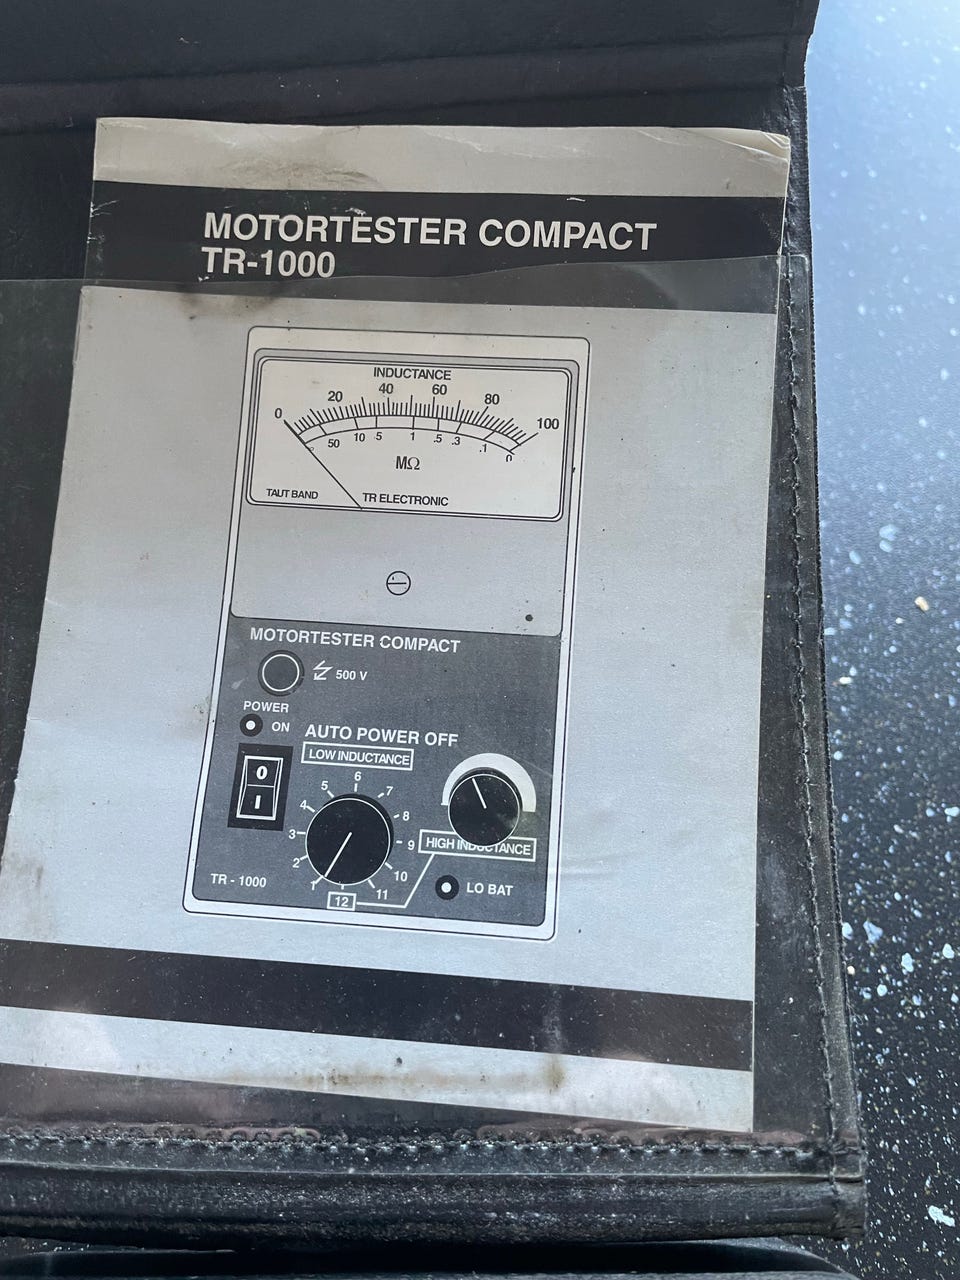 MOTORTESTER COMPACT
TR-1000
INDUCTANCE
0 20 40 60 80 100
∞ 50 10 5 1 .5 .3 .1 0
MΩ
TAUT BAND TR ELECTRONIC
MOTORTESTER COMPACT
500 V
POWER
ON
AUTO POWER OFF
LOW INDUCTANCE
0
I
1 2 3 4 5 6 7 8 9 10 11 12
HIGH INDUCTANCE
TR - 1000
LO BAT